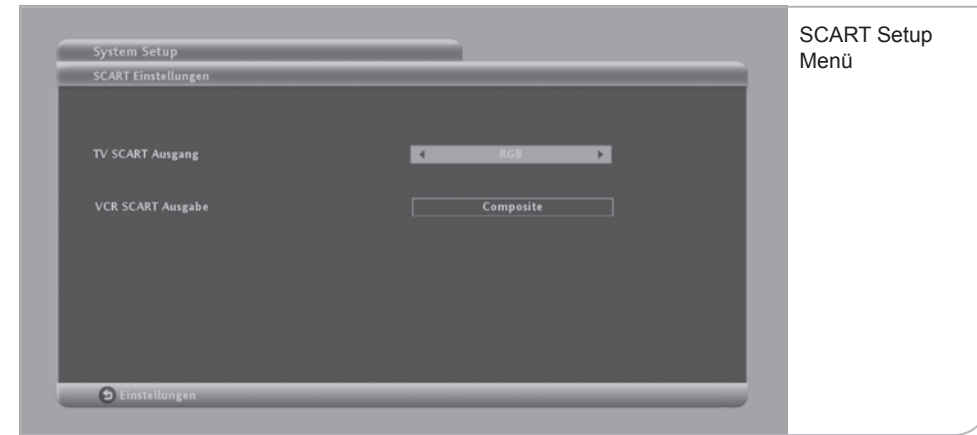 System Setup
SCART Einstellungen
TV SCART Ausgang
RGB
VCR SCART Ausgabe
Composite
Einstellungen
SCART Setup
Menü